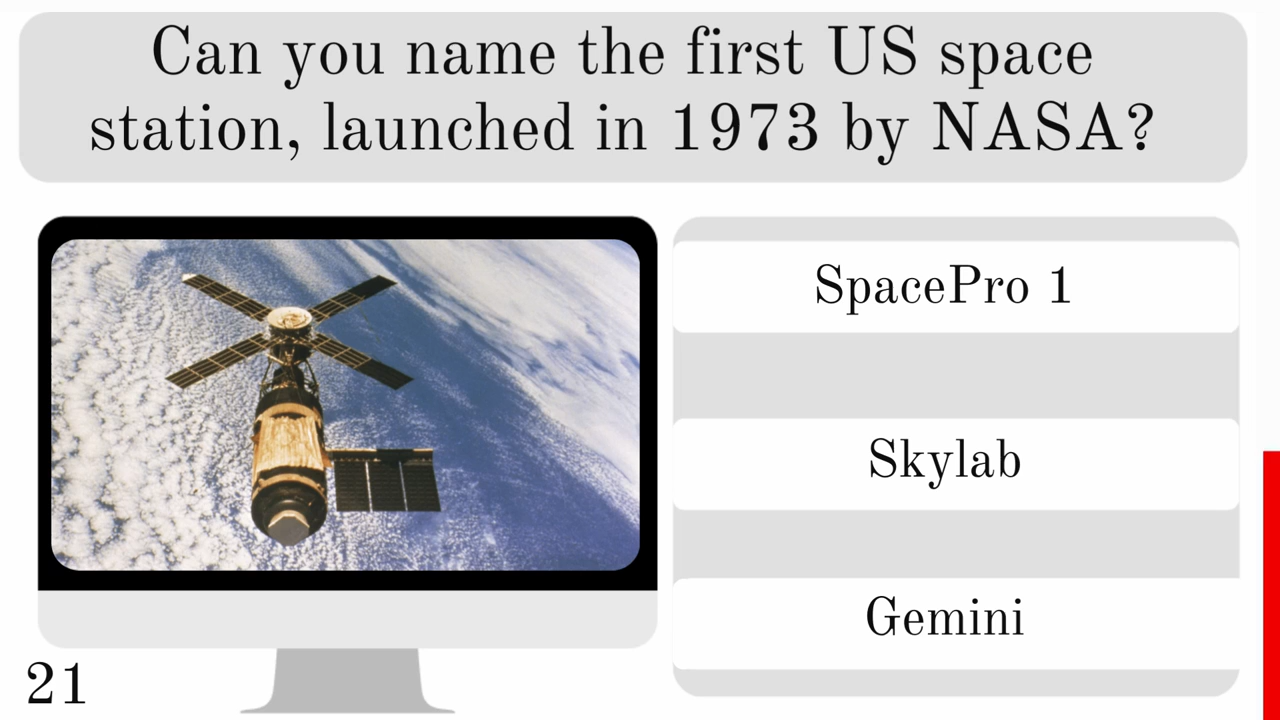 Can you name the first US space
station, launched in 1973 by NASA?
SpacePro 1
Skylab
Gemini
21